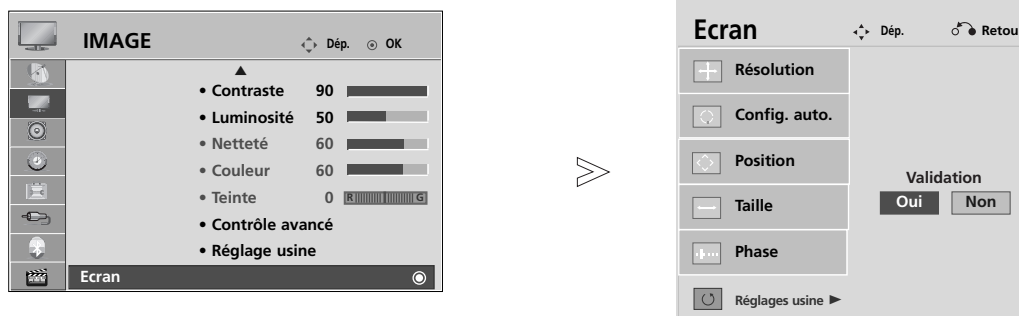 IMAGE Dép. OK
• Contraste 90
• Luminosité 50
• Netteté 60
• Couleur 60
• Teinte 0 R G
• Contrôle avancé
• Réglage usine
Ecran
Ecran Dép. Retou
Résolution
Config. auto.
Position
Taille
Phase
Réglages usine ►
Validation
Oui Non